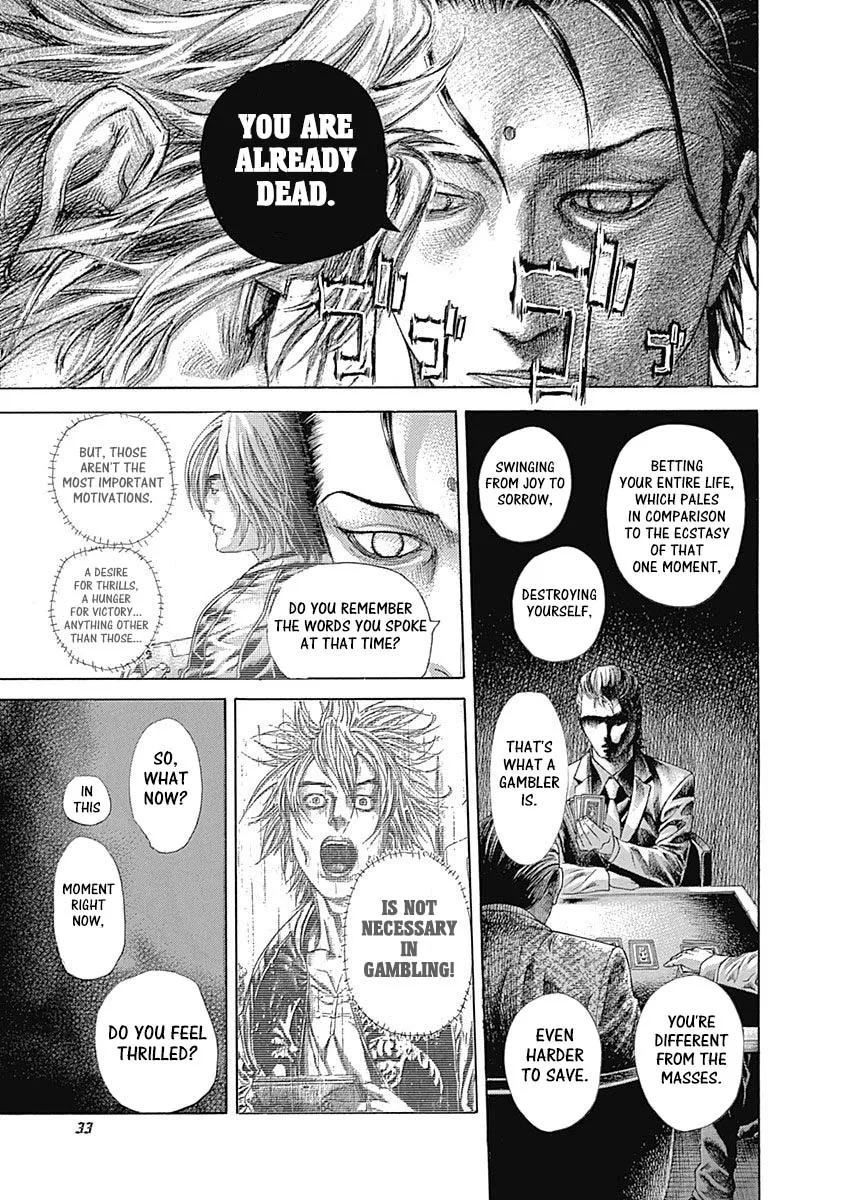 YOU ARE
ALREADY
DEAD.
ゴ
ゴ
ゴ
ゴ
BETTING
YOUR ENTIRE LIFE,
WHICH PALES
IN COMPARISON
TO THE ECSTASY
OF THAT
ONE MOMENT,
SWINGING
FROM JOY TO
SORROW,
DESTROYING
YOURSELF,
THAT'S
WHAT A
GAMBLER
IS.
YOU'RE
DIFFERENT
FROM THE
MASSES.
EVEN
HARDER
TO SAVE.
DO YOU REMEMBER
THE WORDS YOU SPOKE
AT THAT TIME?
BUT, THOSE
AREN'T THE
MOST IMPORTANT
MOTIVATIONS.
A DESIRE
FOR THRILLS,
A HUNGER
FOR VICTORY...
ANYTHING OTHER
THAN THOSE...
IS NOT
NECESSARY
IN
GAMBLING!
SO,
WHAT
NOW?
IN
THIS
MOMENT
RIGHT
NOW,
DO YOU FEEL
THRILLED?
33